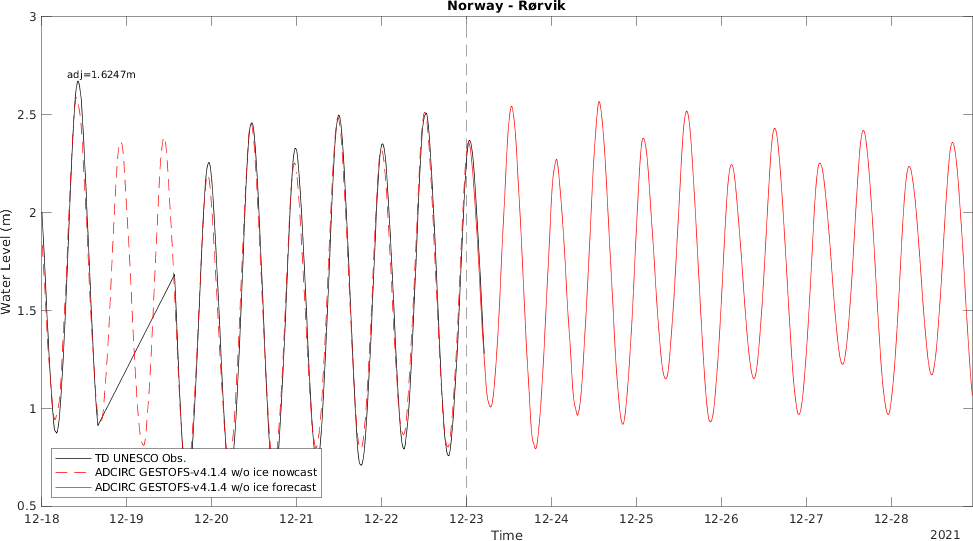 Norway - Rørvik
adj=1.6247m
Water Level (m)
3
2.5
2
1.5
1
0.5
TD UNESCO Obs.
ADCIRC GESTOFS-v4.1.4 w/o ice nowcast
ADCIRC GESTOFS-v4.1.4 w/o ice forecast
12-18 12-19 12-20 12-21 12-22 12-23 12-24 12-25 12-26 12-27 12-28
Time
2021